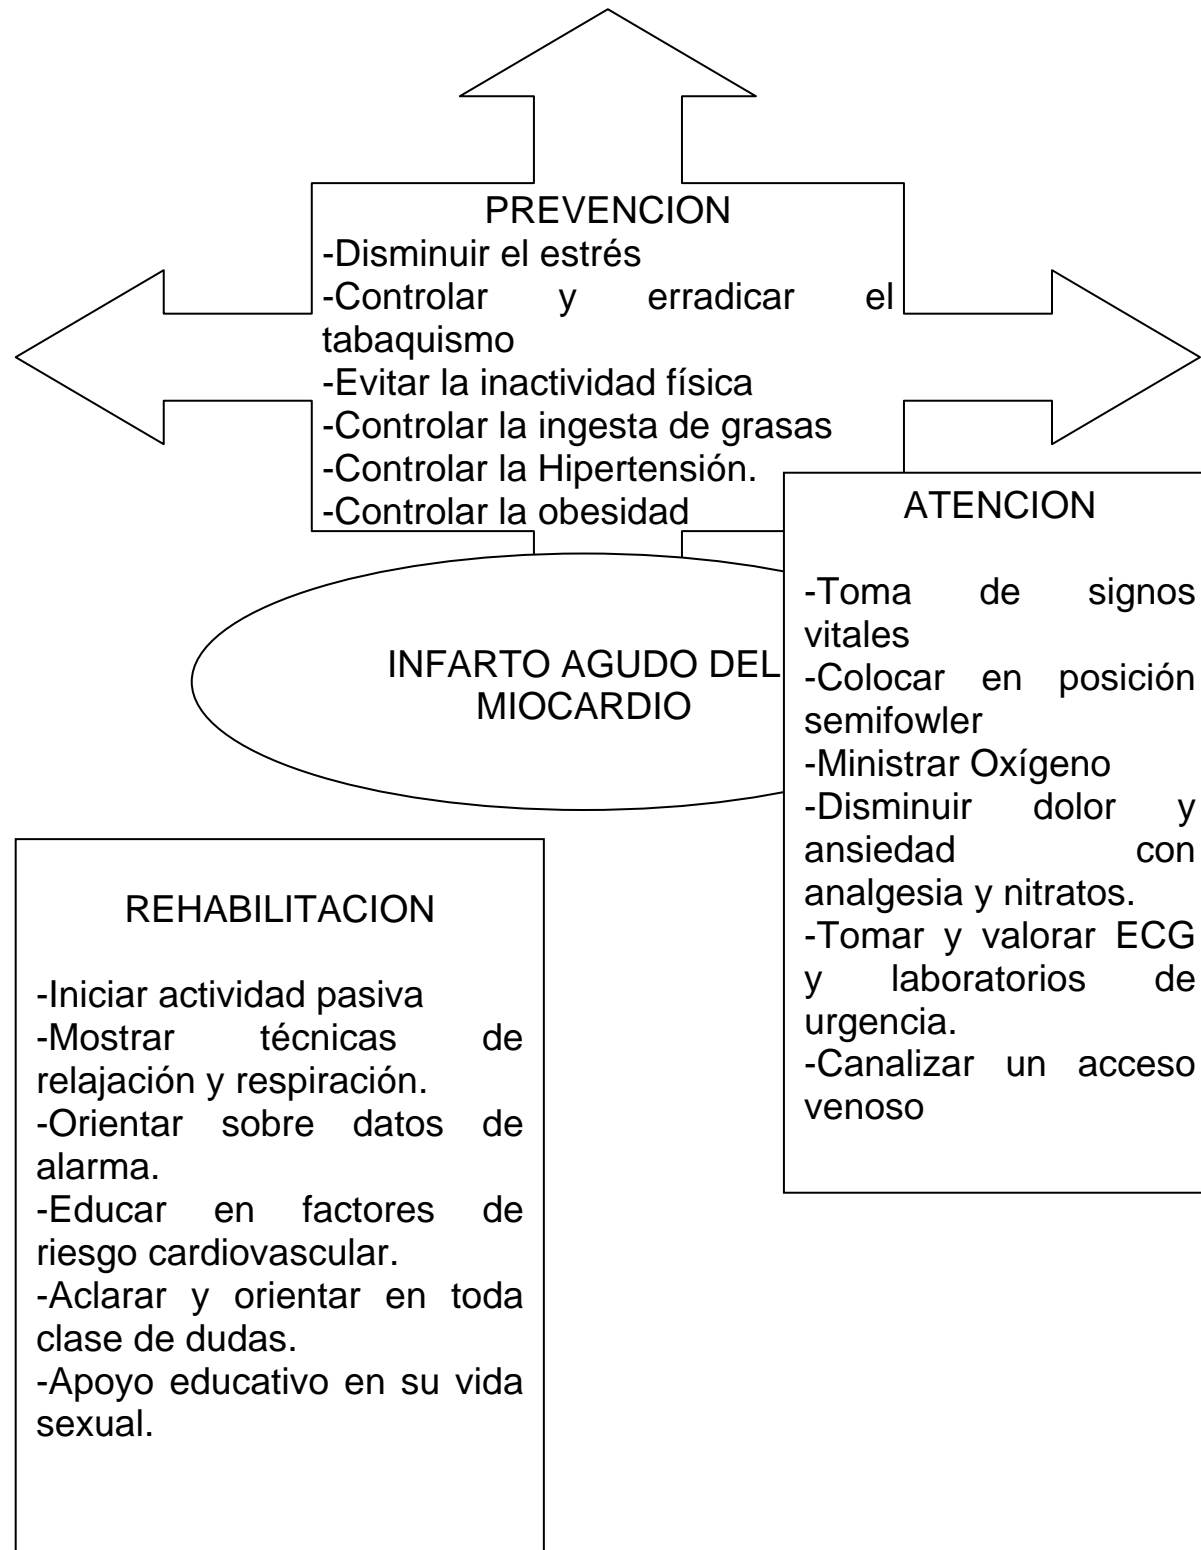 PREVENCION
-Disminuir el estrés
-Controlar y erradicar el
tabaquismo
-Evitar la inactividad física
-Controlar la ingesta de grasas
-Controlar la Hipertensión.
-Controlar la obesidad
INFARTO AGUDO DEL
MIOCARDIO
ATENCION
-Toma de signos
vitales
-Colocar en posición
semifowler
-Ministrar Oxígeno
-Disminuir dolor y
ansiedad con
analgesia y nitratos.
-Tomar y valorar ECG
y laboratorios de
urgencia.
-Canalizar un acceso
venoso
REHABILITACION
-Iniciar actividad pasiva
-Mostrar técnicas de
relajación y respiración.
-Orientar sobre datos de
alarma.
-Educar en factores de
riesgo cardiovascular.
-Aclarar y orientar en toda
clase de dudas.
-Apoyo educativo en su vida
sexual.